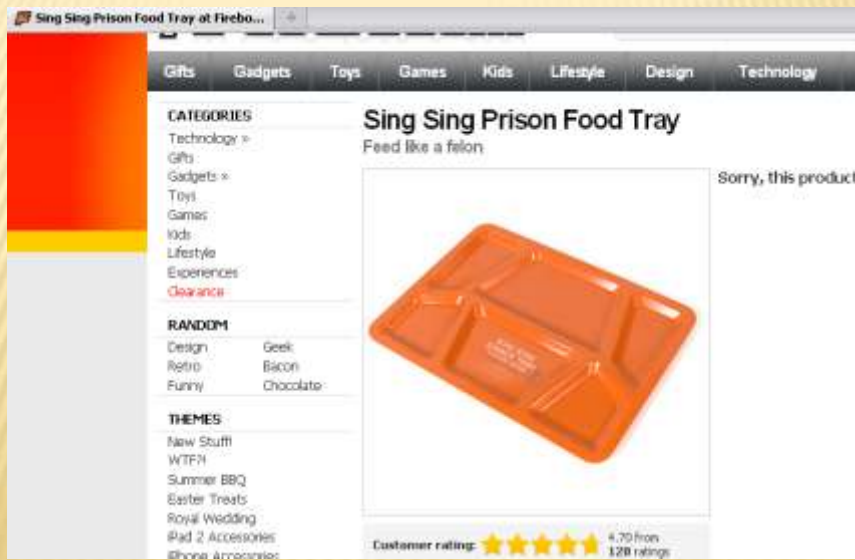 Sing Sing Prison Food Tray at Firebo...
Gifts Gadgets Toys Games Kids Lifestyle Design Technology
CATEGORIES
Technology »
Gifts
Gadgets »
Toys
Games
Kids
Lifestyle
Experiences
Clearance
RANDOM
Design Geek
Retro Bacon
Funny Chocolate
THEMES
New Stuff!
WTF?!
Summer BBQ
Easter Treats
Royal Wedding
iPad 2 Accessories
iPhone Accessories
Sing Sing Prison Food Tray
Feed like a felon
Sorry, this product
Customer rating: 4.70 from
120 ratings